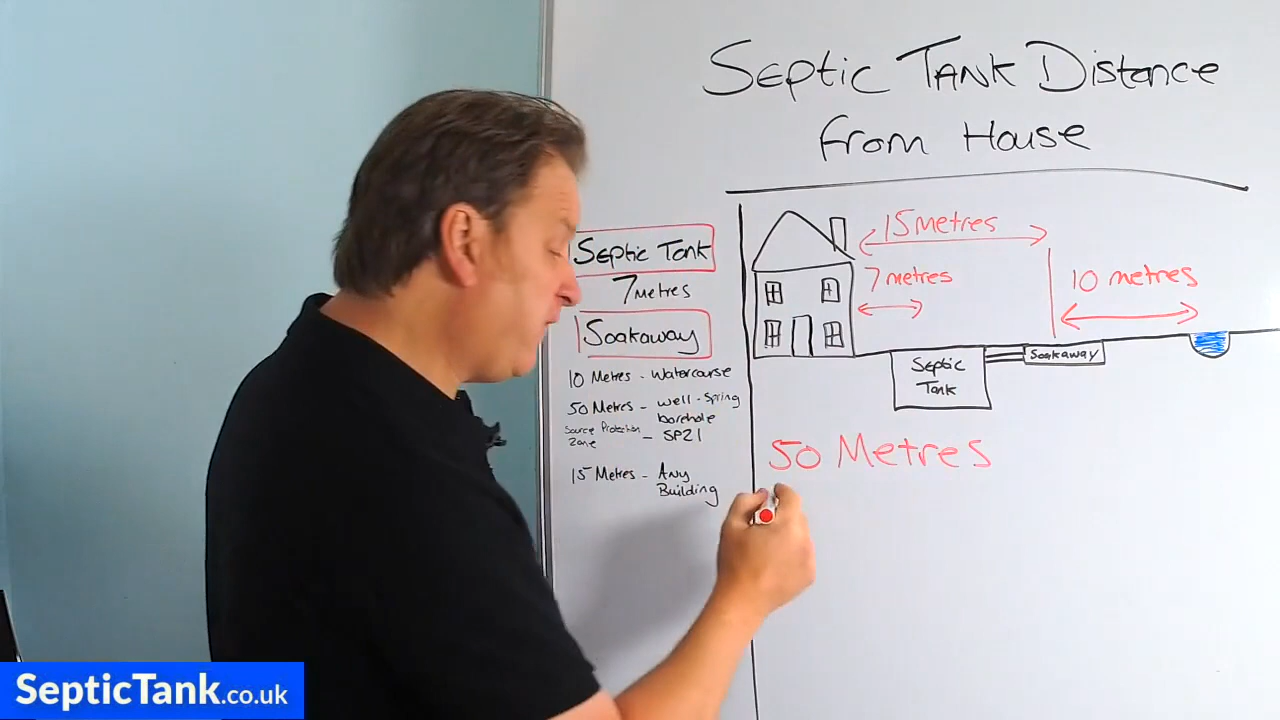 Septic Tank Distance
from House
Septic Tank
7 Metres
Soakaway
10 Metres - Watercourse
50 Metres - well - Spring
borehole
Source Protection
Zone - SPZ1
15 Metres - Any
Building
15 Metres
7 metres
10 metres
Septic
Tank
Soakaway
50 Metres
SepticTank.co.uk